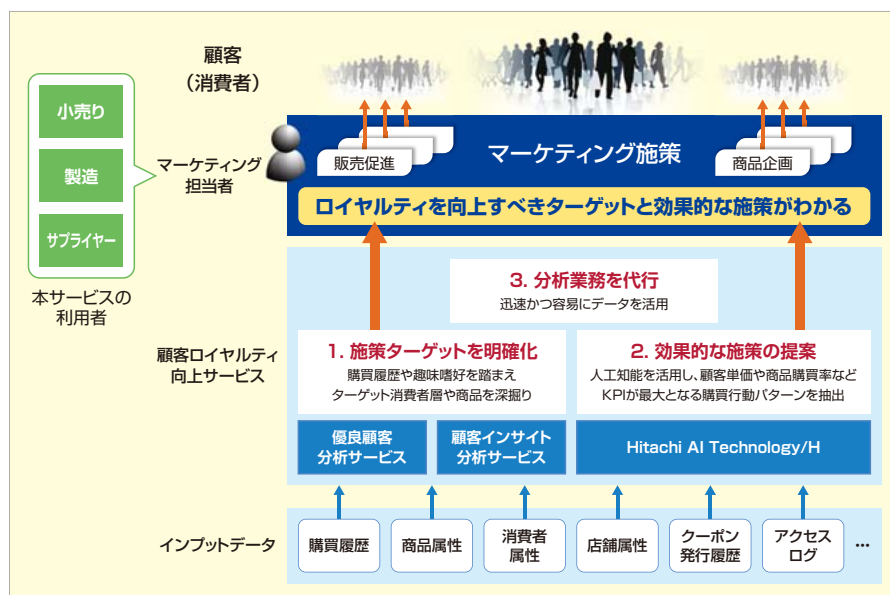 顧客
（消費者）
小売り
製造
サプライヤー
本サービスの
利用者
マーケティング
担当者
販売促進
マーケティング施策
商品企画
ロイヤルティを向上すべきターゲットと効果的な施策がわかる
3. 分析業務を代行
迅速かつ容易にデータを活用
顧客ロイヤルティ
向上サービス
1. 施策ターゲットを明確化
購買履歴や趣味嗜好を踏まえ
ターゲット消費者層や商品を深掘り
2. 効果的な施策の提案
人工知能を活用し、顧客単価や商品購買率など
KPIが最大となる購買行動パターンを抽出
優良顧客
分析サービス
顧客インサイト
分析サービス
Hitachi AI Technology/H
インプットデータ
購買履歴
商品属性
消費者
属性
店舗属性
クーポン
発行履歴
アクセス
ログ
…